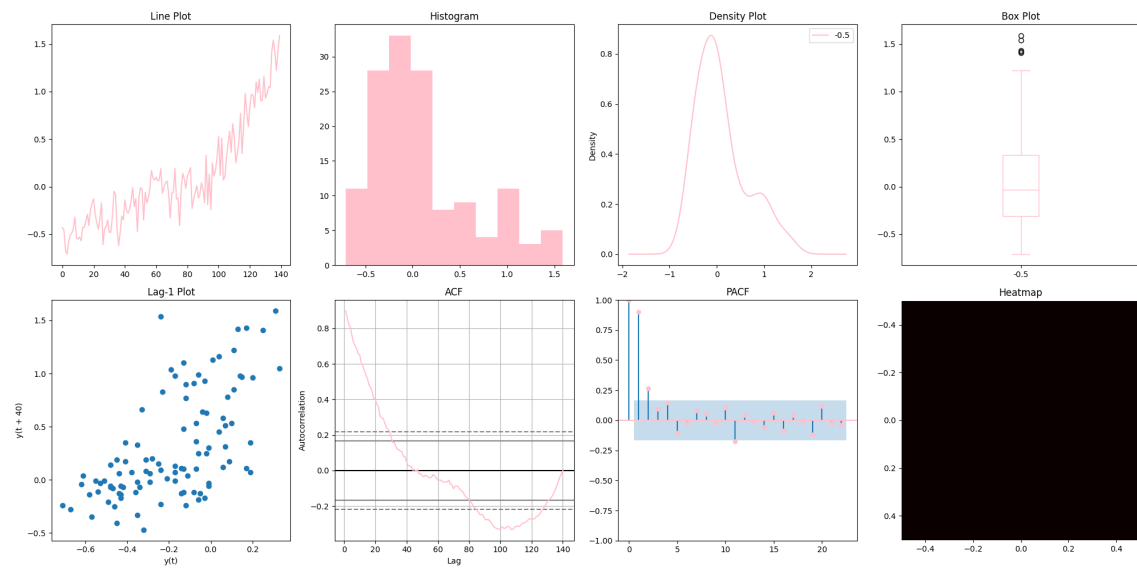 Line Plot
1.5
1.0
0.5
0.0
−0.5
0 20 40 60 80 100 120 140
Histogram
30
25
20
15
10
5
0
−0.5 0.0 0.5 1.0 1.5
Density Plot
-0.5
Density
0.8
0.6
0.4
0.2
0.0
−2 −1 0 1 2
Box Plot
1.5
1.0
0.5
0.0
−0.5
-0.5
Lag-1 Plot
y(t + 40)
1.5
1.0
0.5
0.0
−0.5
−0.6 −0.4 −0.2 0.0 0.2
y(t)
ACF
Autocorrelation
0.8
0.6
0.4
0.2
0.0
−0.2
0 20 40 60 80 100 120 140
Lag
PACF
1.00
0.75
0.50
0.25
0.00
−0.25
−0.50
−0.75
−1.00
0 5 10 15 20
Heatmap
−0.4
−0.2
0.0
0.2
0.4
−0.4 −0.2 0.0 0.2 0.4